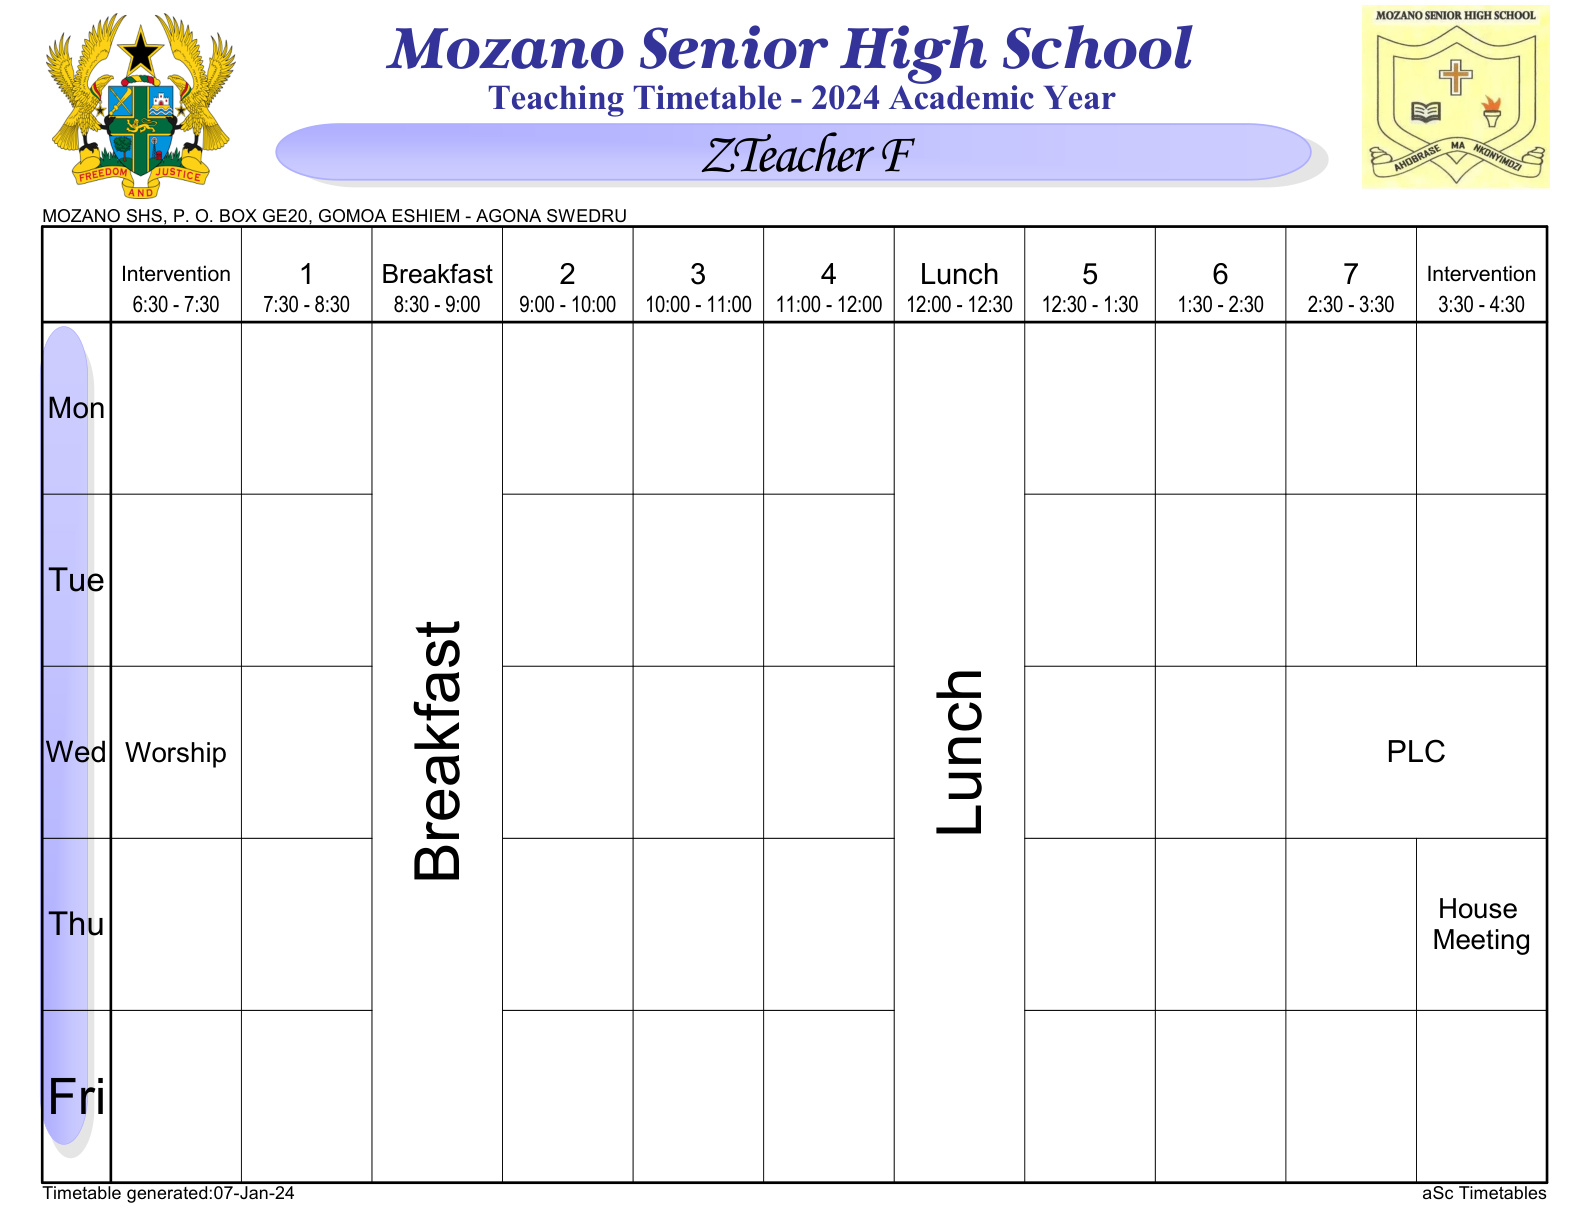 MOZANO SENIOR HIGH SCHOOL
Mozano Senior High School
Teaching Timetable - 2024 Academic Year
ZTeacher F
FREEDOM AND JUSTICE
AHOBRASE MA NKONYIMDZI
MOZANO SHS, P. O. BOX GE20, GOMOA ESHIEM - AGONA SWEDRU
Intervention 1 Breakfast 2 3 4 Lunch 5 6 7 Intervention
6:30 - 7:30 7:30 - 8:30 8:30 - 9:00 9:00 - 10:00 10:00 - 11:00 11:00 - 12:00 12:00 - 12:30 12:30 - 1:30 1:30 - 2:30 2:30 - 3:30 3:30 - 4:30
Mon
Tue
Breakfast
Lunch
Wed Worship PLC
Thu House
Meeting
Fri
Timetable generated:07-Jan-24 aSc Timetables